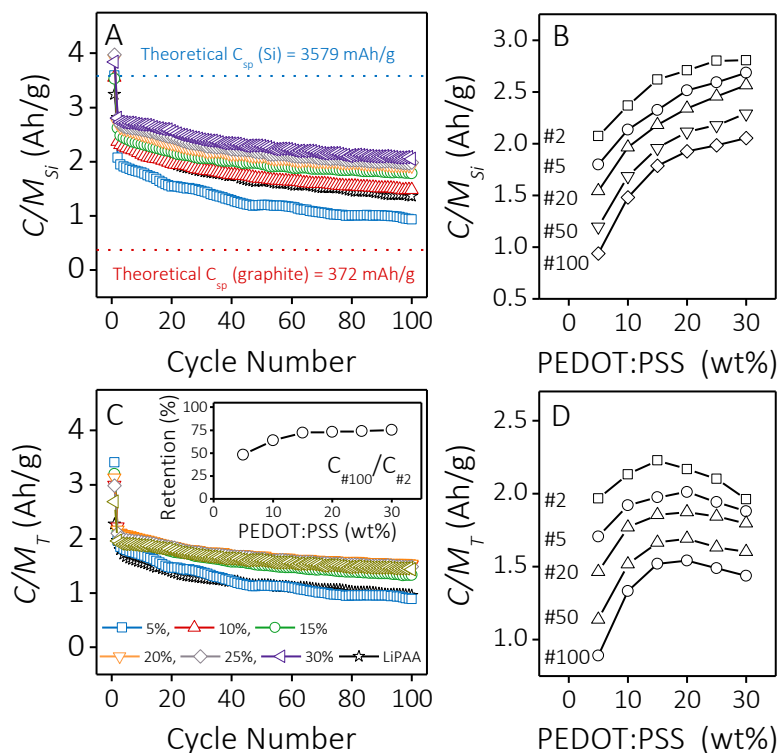 A
Theoretical Csp (Si) = 3579 mAh/g
Theoretical Csp (graphite) = 372 mAh/g
C/MSi (Ah/g)
4
3
2
1
0
0 20 40 60 80 100
Cycle Number
B
C/MSi (Ah/g)
3.0
2.5
2.0
1.5
1.0
0.5
#2
#5
#20
#50
#100
0 10 20 30
PEDOT:PSS (wt%)
C
C/MT (Ah/g)
4
3
2
1
0
Retention (%)
100
75
50
25
0
C#100/C#2
0 10 20 30
PEDOT:PSS (wt%)
5%, 10%, 15%
20%, 25%, 30% LiPAA
0 20 40 60 80 100
Cycle Number
D
C/MT (Ah/g)
2.5
2.0
1.5
1.0
#2
#5
#20
#50
#100
0 10 20 30
PEDOT:PSS (wt%)